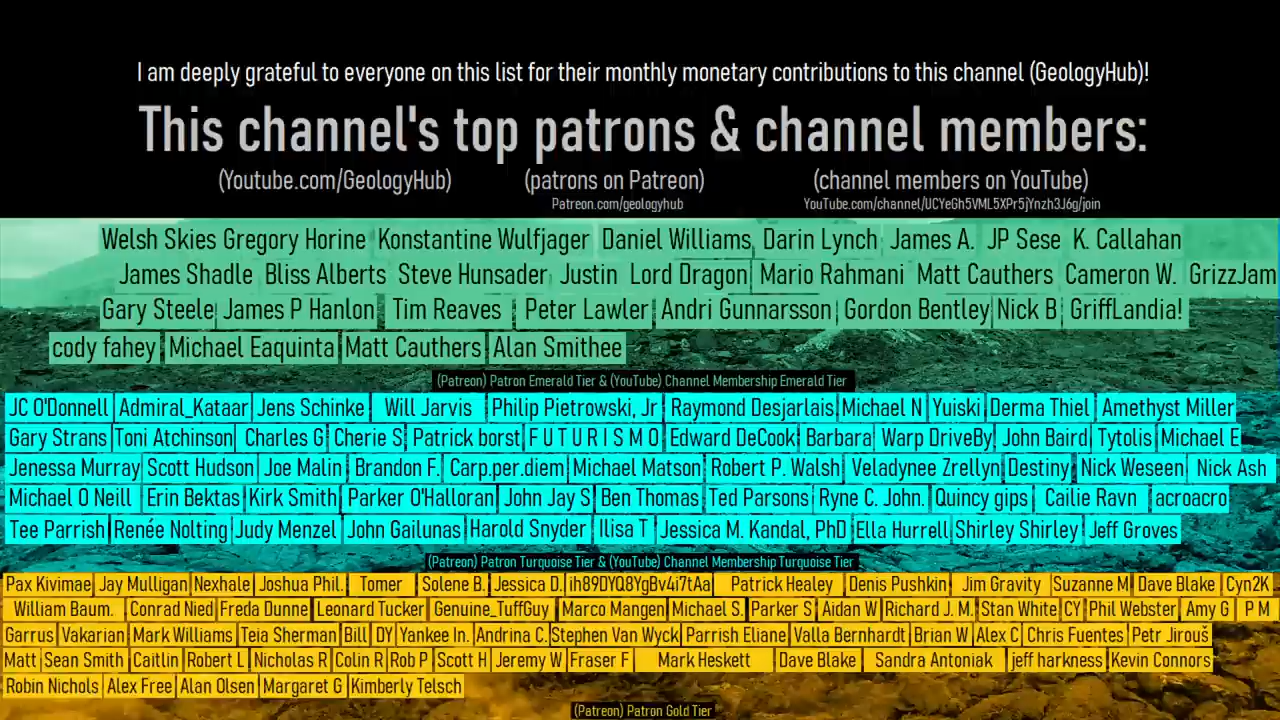 I am deeply grateful to everyone on this list for their monthly monetary contributions to this channel (GeologyHub)!
This channel's top patrons & channel members:
(Youtube.com/GeologyHub) (patrons on Patreon) (channel members on YouTube)
Patreon.com/geologyhub YouTube.com/channel/UCYeGh5VML5XPr5jYnzh3J6g/join
Welsh Skies Gregory Horine Konstantine Wulfjager Daniel Williams Darin Lynch James A. JP Sese K. Callahan
James Shadle Bliss Alberts Steve Hunsader Justin Lord Dragon Mario Rahmani Matt Cauthers Cameron W. GrizzJam
Gary Steele James P Hanlon Tim Reaves Peter Lawler Andri Gunnarsson Gordon Bentley Nick B GriffLandia!
cody fahey Michael Eaquinta Matt Cauthers Alan Smithee
(Patreon) Patron Emerald Tier & (YouTube) Channel Membership Emerald Tier
JC O'Donnell Admiral_Kataar Jens Schinke Will Jarvis Philip Pietrowski, Jr Raymond Desjarlais Michael N Yuiski Derma Thiel Amethyst Miller
Gary Strans Toni Atchinson Charles G Cherie S Patrick borst F U T U R I S M O Edward DeCook Barbara Warp DriveBy John Baird Tytolis Michael E
Jenessa Murray Scott Hudson Joe Malin Brandon F. Carp.per.diem Michael Matson Robert P. Walsh Veladynee Zrellyn Destiny Nick Weseen Nick Ash
Michael O Neill Erin Bektas Kirk Smith Parker O'Halloran John Jay S Ben Thomas Ted Parsons Ryne C. John. Quincy gips Cailie Ravn acroacro
Tee Parrish Renée Nolting Judy Menzel John Gailunas Harold Snyder Ilisa T Jessica M. Kandal, PhD Ella Hurrell Shirley Shirley Jeff Groves
(Patreon) Patron Turquoise Tier & (YouTube) Channel Membership Turquoise Tier
Pax Kivimae Jay Mulligan Nexhale Joshua Phil. Tomer Solene B. Jessica D. ih89DYQ8YgBv4i7tAa Patrick Healey Denis Pushkin Jim Gravity Suzanne M Dave Blake Cyn2K
William Baum. Conrad Nied Freda Dunne Leonard Tucker Genuine_TuffGuy Marco Mangen Michael S. Parker S Aidan W Richard J. M. Stan White CY Phil Webster Amy G P M
Garrus Vakarian Mark Williams Teia Sherman Bill DY Yankee In. Andrina C. Stephen Van Wyck Parrish Eliane Valla Bernhardt Brian W Alex C Chris Fuentes Petr Jirouš
Matt Sean Smith Caitlin Robert L Nicholas R Colin R Rob P Scott H Jeremy W Fraser F Mark Heskett Dave Blake Sandra Antoniak jeff harkness Kevin Connors
Robin Nichols Alex Free Alan Olsen Margaret G Kimberly Telsch
(Patreon) Patron Gold Tier